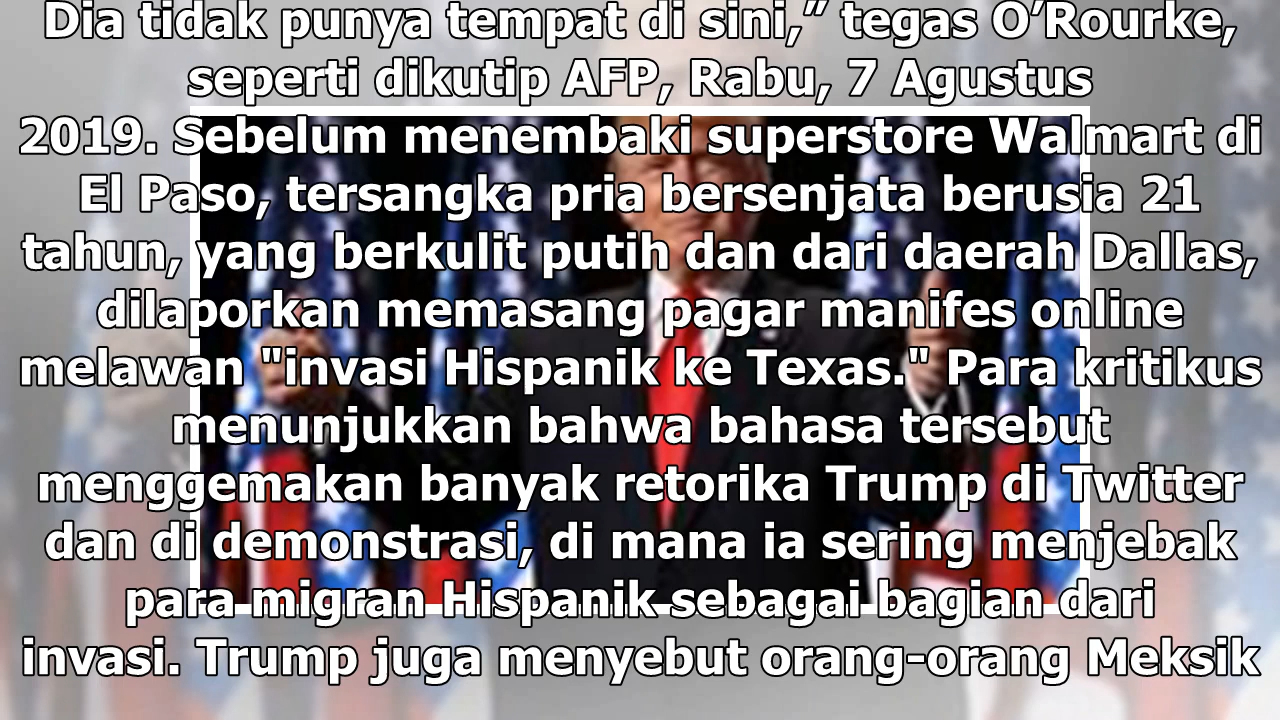 Dia tidak punya tempat di sini,” tegas O’Rourke,
seperti dikutip AFP, Rabu, 7 Agustus
2019. Sebelum menembaki superstore Walmart di
El Paso, tersangka pria bersenjata berusia 21
tahun, yang berkulit putih dan dari daerah Dallas,
dilaporkan memasang pagar manifes online
melawan "invasi Hispanik ke Texas." Para kritikus
menunjukkan bahwa bahasa tersebut
menggemakan banyak retorika Trump di Twitter
dan di demonstrasi, di mana ia sering menjebak
para migran Hispanik sebagai bagian dari
invasi. Trump juga menyebut orang-orang Meksik